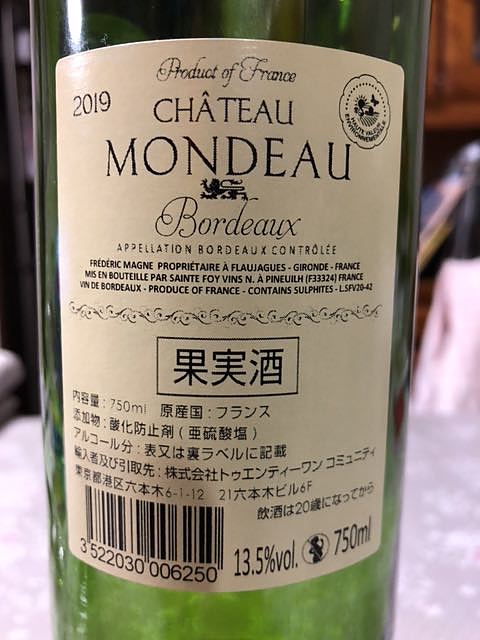 Product of France
2019
CHÂTEAU
MONDEAU
HAUTE VALEUR ENVIRONNEMENTALE
Bordeaux
APPELLATION BORDEAUX CONTRÔLÉE
FRÉDÉRIC MAGNE PROPRIÉTAIRE À FLAUJAGUES - GIRONDE - FRANCE
MIS EN BOUTEILLE PAR SAINTE FOY VINS N. À PINEUILH (F33324) FRANCE
VIN DE BORDEAUX - PRODUCE OF FRANCE - CONTAINS SULPHITES - L.SFV20-42
果実酒
内容量：750ml 原産国：フランス
添加物：酸化防止剤（亜硫酸塩）
アルコール分：表又は裏ラベルに記載
輸入者及び引取先：株式会社トゥエンティーワン コミュニティ
東京都港区六本木6-1-12 21六本木ビル6F
飲酒は20歳になってから
3 522030 006250
13.5%vol. 750ml